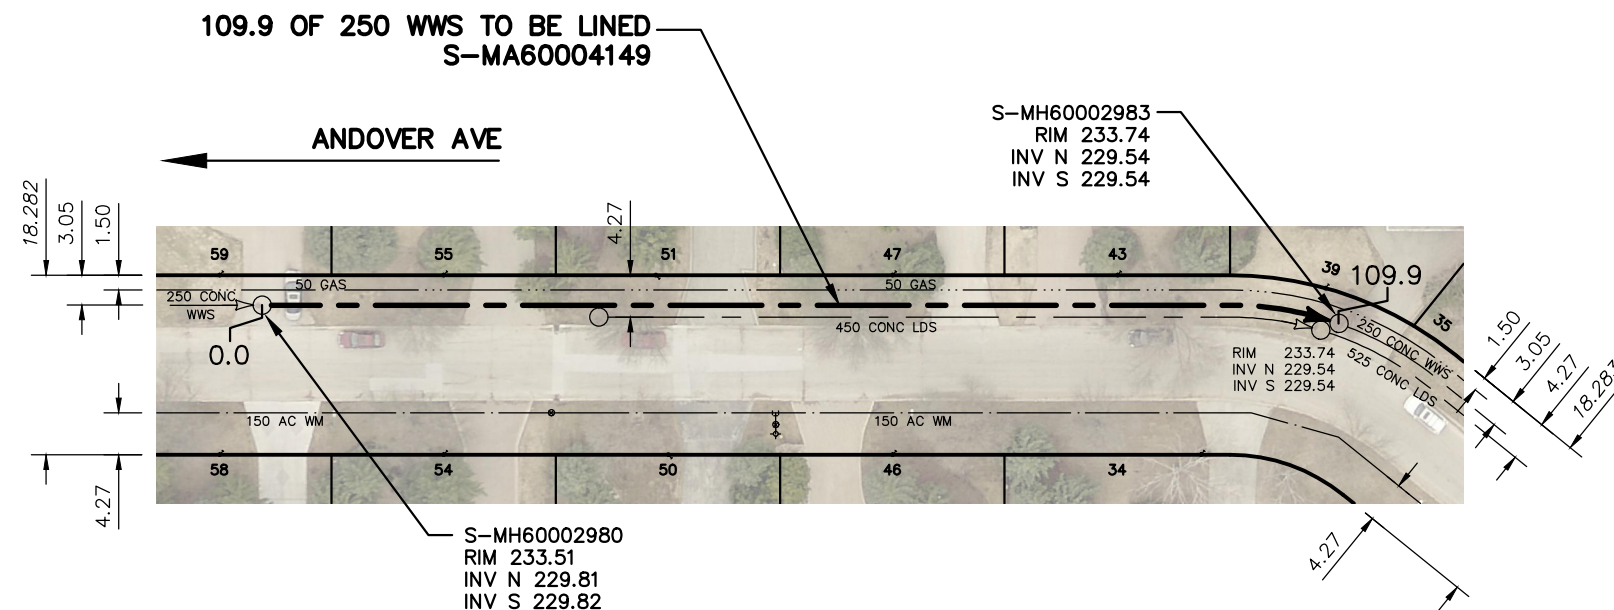 109.9 OF 250 WWS TO BE LINED
S-MA60004149
S-MH60002983
RIM 233.74
INV N 229.54
INV S 229.54
ANDOVER AVE
18.282
3.05
1.50
4.27
59
55
51
47
43
39
109.9
35
50 GAS
50 GAS
250 CONC
WWS
0.0
450 CONC LDS
250 CONC WWS
525 CONC LDS
RIM 233.74
INV N 229.54
INV S 229.54
1.50
3.05
4.27
18.283
150 AC WM
150 AC WM
58
54
50
46
34
4.27
4.27
S-MH60002980
RIM 233.51
INV N 229.81
INV S 229.82